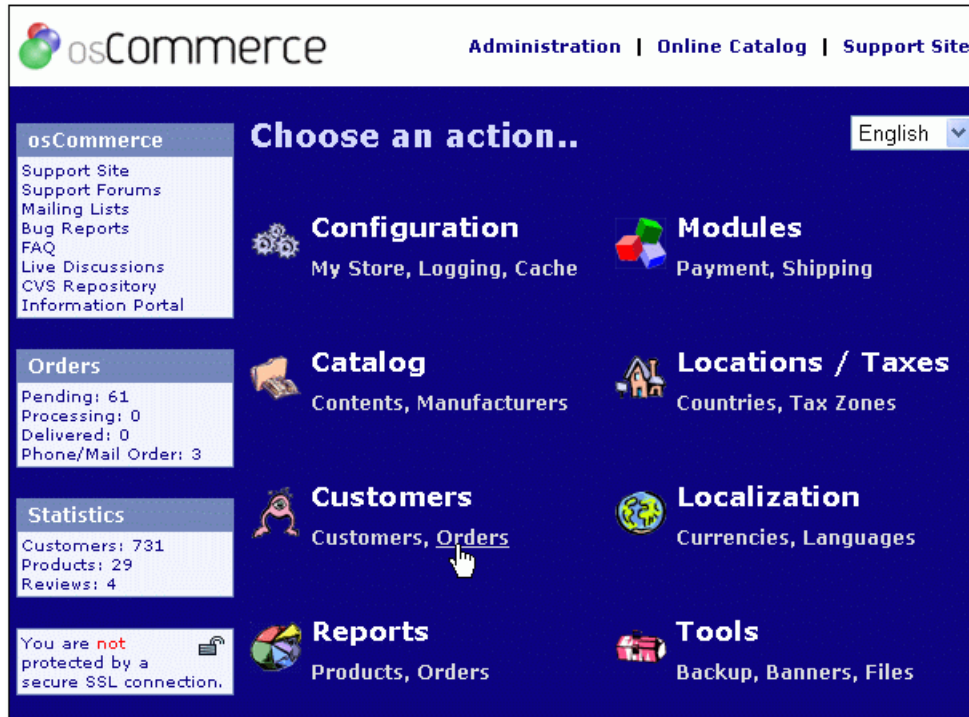 osCommerce
Administration | Online Catalog | Support Site
osCommerce
Support Site
Support Forums
Mailing Lists
Bug Reports
FAQ
Live Discussions
CVS Repository
Information Portal
Orders
Pending: 61
Processing: 0
Delivered: 0
Phone/Mail Order: 3
Statistics
Customers: 731
Products: 29
Reviews: 4
You are not
protected by a
secure SSL connection.
Choose an action..
English
Configuration
My Store, Logging, Cache
Modules
Payment, Shipping
Catalog
Contents, Manufacturers
Locations / Taxes
Countries, Tax Zones
Customers
Customers, Orders
Localization
Currencies, Languages
Reports
Products, Orders
Tools
Backup, Banners, Files